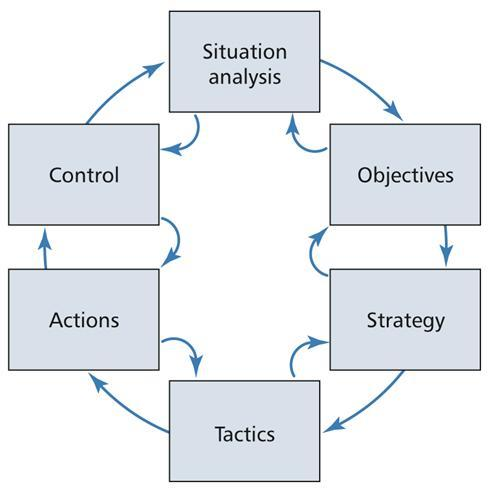 Situation
analysis
Control
Objectives
Actions
Strategy
Tactics